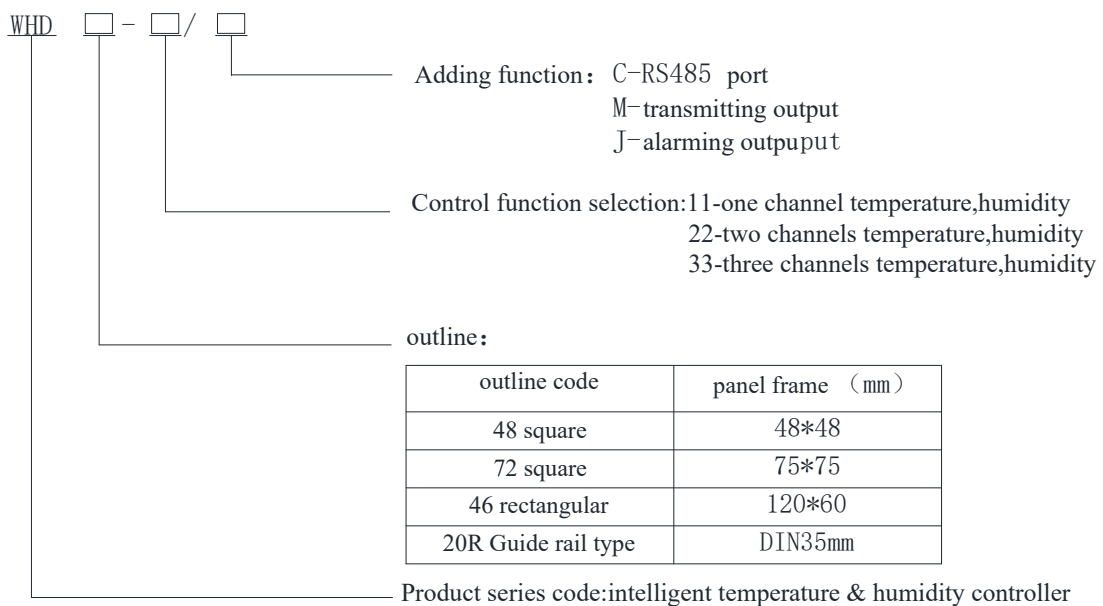 WHD □-□/ □
Adding function：C-RS485 port
M-transmitting output
J-alarming outpuput
Control function selection:11-one channel temperature,humidity
22-two channels temperature,humidity
33-three channels temperature,humidity
outline：
outline code panel frame （mm）
48 square 48*48
72 square 75*75
46 rectangular 120*60
20R Guide rail type DIN35mm
Product series code:intelligent temperature & humidity controller